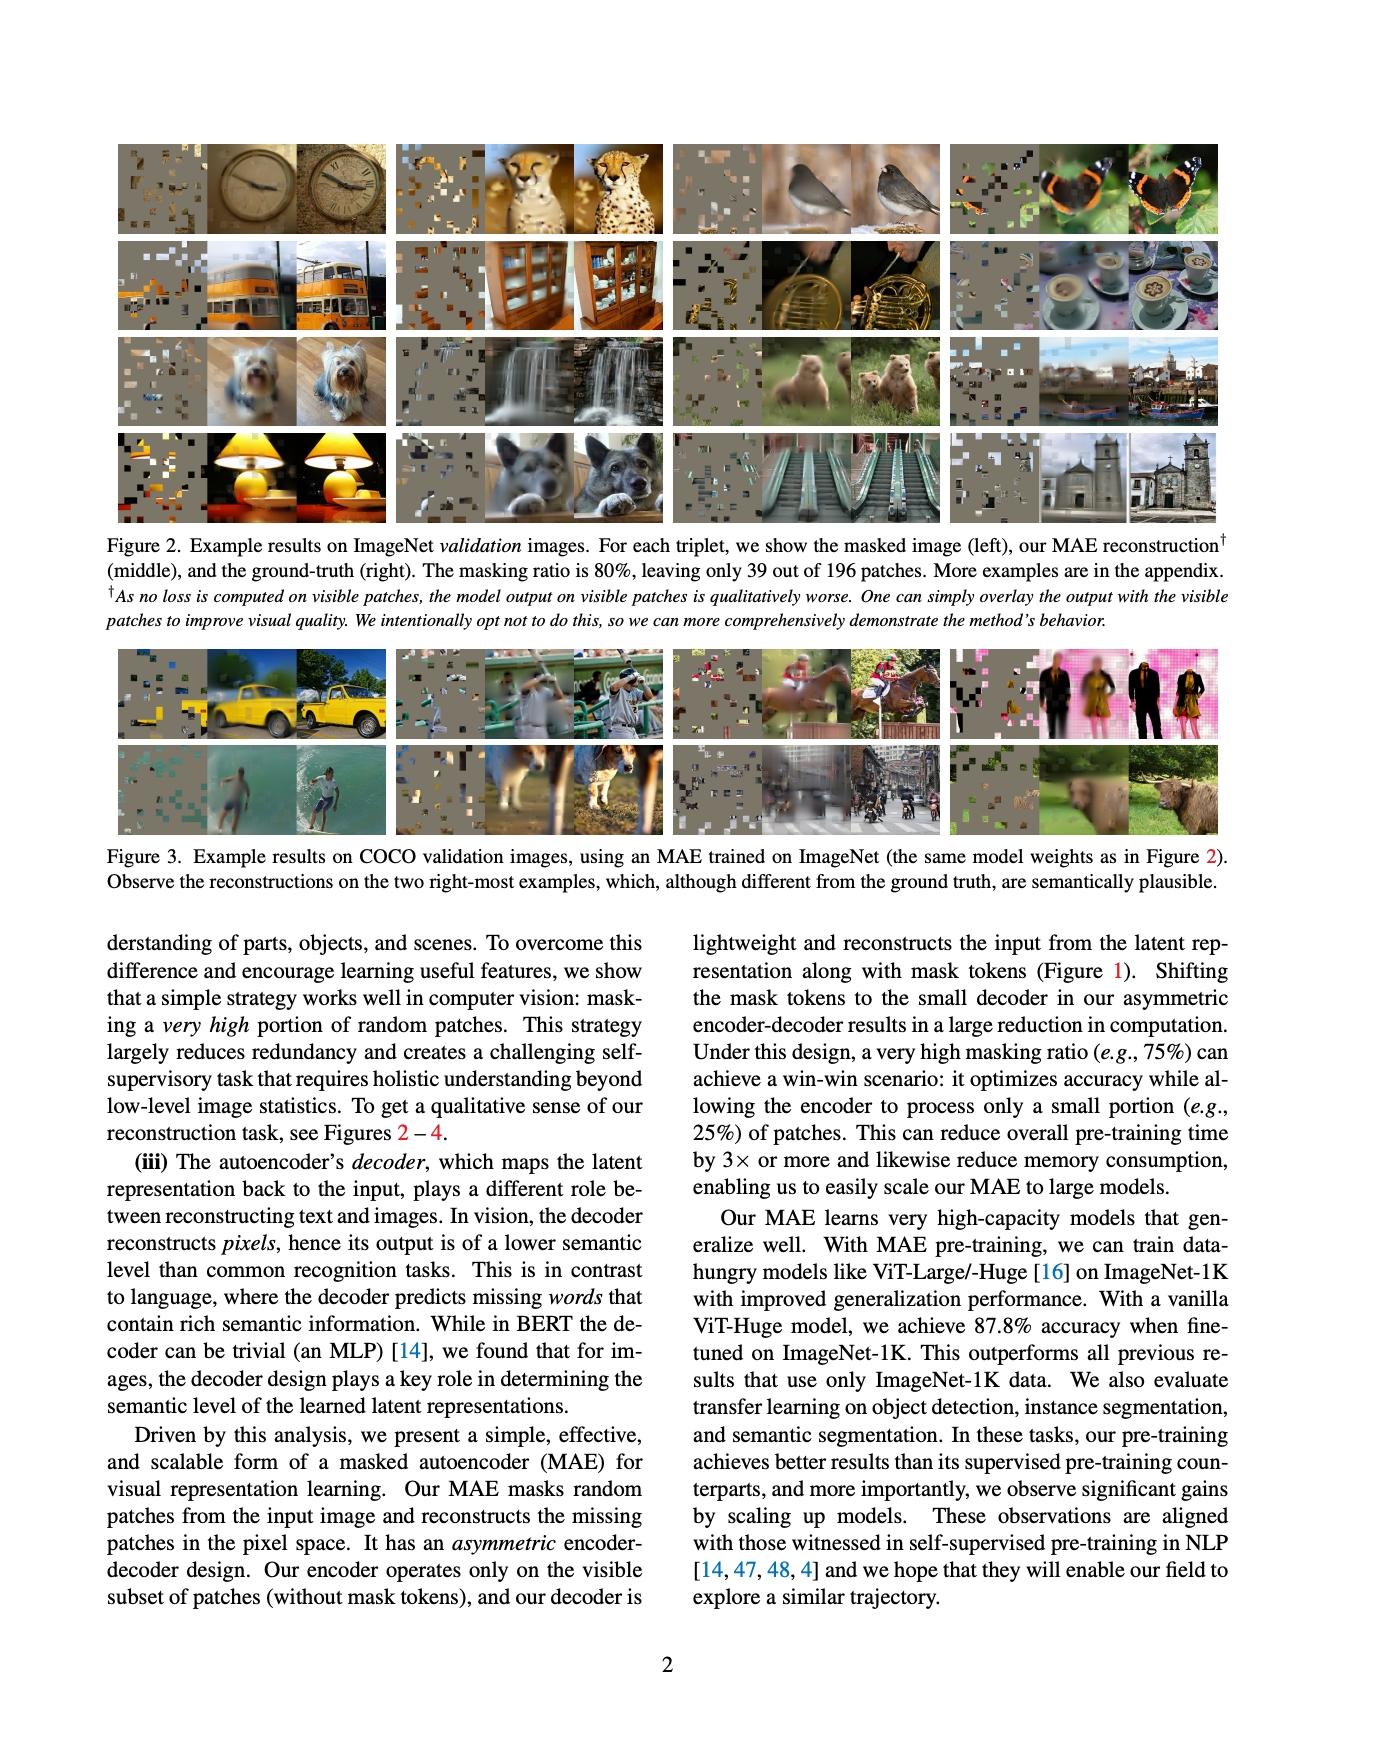 Figure 2. Example results on ImageNet validation images. For each triplet, we show the masked image (left), our MAE reconstruction†
(middle), and the ground-truth (right). The masking ratio is 80%, leaving only 39 out of 196 patches. More examples are in the appendix.
†As no loss is computed on visible patches, the model output on visible patches is qualitatively worse. One can simply overlay the output with the visible
patches to improve visual quality. We intentionally opt not to do this, so we can more comprehensively demonstrate the method's behavior.
Figure 3. Example results on COCO validation images, using an MAE trained on ImageNet (the same model weights as in Figure 2).
Observe the reconstructions on the two right-most examples, which, although different from the ground truth, are semantically plausible.
derstanding of parts, objects, and scenes. To overcome this
difference and encourage learning useful features, we show
that a simple strategy works well in computer vision: mask-
ing a very high portion of random patches. This strategy
largely reduces redundancy and creates a challenging self-
supervisory task that requires holistic understanding beyond
low-level image statistics. To get a qualitative sense of our
reconstruction task, see Figures 2 – 4.
(iii) The autoencoder's decoder, which maps the latent
representation back to the input, plays a different role be-
tween reconstructing text and images. In vision, the decoder
reconstructs pixels, hence its output is of a lower semantic
level than common recognition tasks. This is in contrast
to language, where the decoder predicts missing words that
contain rich semantic information. While in BERT the de-
coder can be trivial (an MLP) [14], we found that for im-
ages, the decoder design plays a key role in determining the
semantic level of the learned latent representations.
Driven by this analysis, we present a simple, effective,
and scalable form of a masked autoencoder (MAE) for
visual representation learning. Our MAE masks random
patches from the input image and reconstructs the missing
patches in the pixel space. It has an asymmetric encoder-
decoder design. Our encoder operates only on the visible
subset of patches (without mask tokens), and our decoder is
lightweight and reconstructs the input from the latent rep-
resentation along with mask tokens (Figure 1). Shifting
the mask tokens to the small decoder in our asymmetric
encoder-decoder results in a large reduction in computation.
Under this design, a very high masking ratio (e.g., 75%) can
achieve a win-win scenario: it optimizes accuracy while al-
lowing the encoder to process only a small portion (e.g.,
25%) of patches. This can reduce overall pre-training time
by 3× or more and likewise reduce memory consumption,
enabling us to easily scale our MAE to large models.
Our MAE learns very high-capacity models that gen-
eralize well. With MAE pre-training, we can train data-
hungry models like ViT-Large/-Huge [16] on ImageNet-1K
with improved generalization performance. With a vanilla
ViT-Huge model, we achieve 87.8% accuracy when fine-
tuned on ImageNet-1K. This outperforms all previous re-
sults that use only ImageNet-1K data. We also evaluate
transfer learning on object detection, instance segmentation,
and semantic segmentation. In these tasks, our pre-training
achieves better results than its supervised pre-training coun-
terparts, and more importantly, we observe significant gains
by scaling up models. These observations are aligned
with those witnessed in self-supervised pre-training in NLP
[14, 47, 48, 4] and we hope that they will enable our field to
explore a similar trajectory.
2